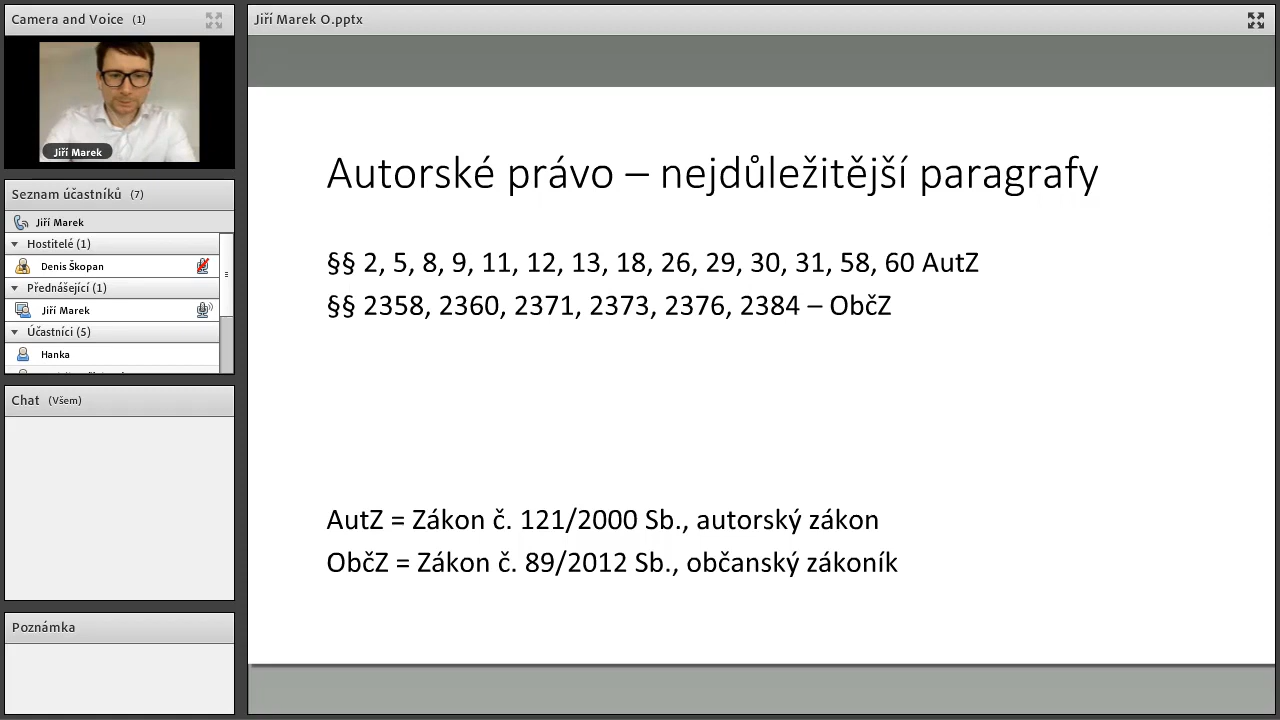 Camera and Voice (1)
Jiří Marek
Seznam účastníků (7)
Jiří Marek
Hostitelé (1)
Denis Škopan
Přednášející (1)
Jiří Marek
Účastníci (5)
Hanka
Chat (Všem)
Poznámka
Jiří Marek O.pptx
Autorské právo – nejdůležitější paragrafy
§§ 2, 5, 8, 9, 11, 12, 13, 18, 26, 29, 30, 31, 58, 60 AutZ
§§ 2358, 2360, 2371, 2373, 2376, 2384 – ObčZ
AutZ = Zákon č. 121/2000 Sb., autorský zákon
ObčZ = Zákon č. 89/2012 Sb., občanský zákoník